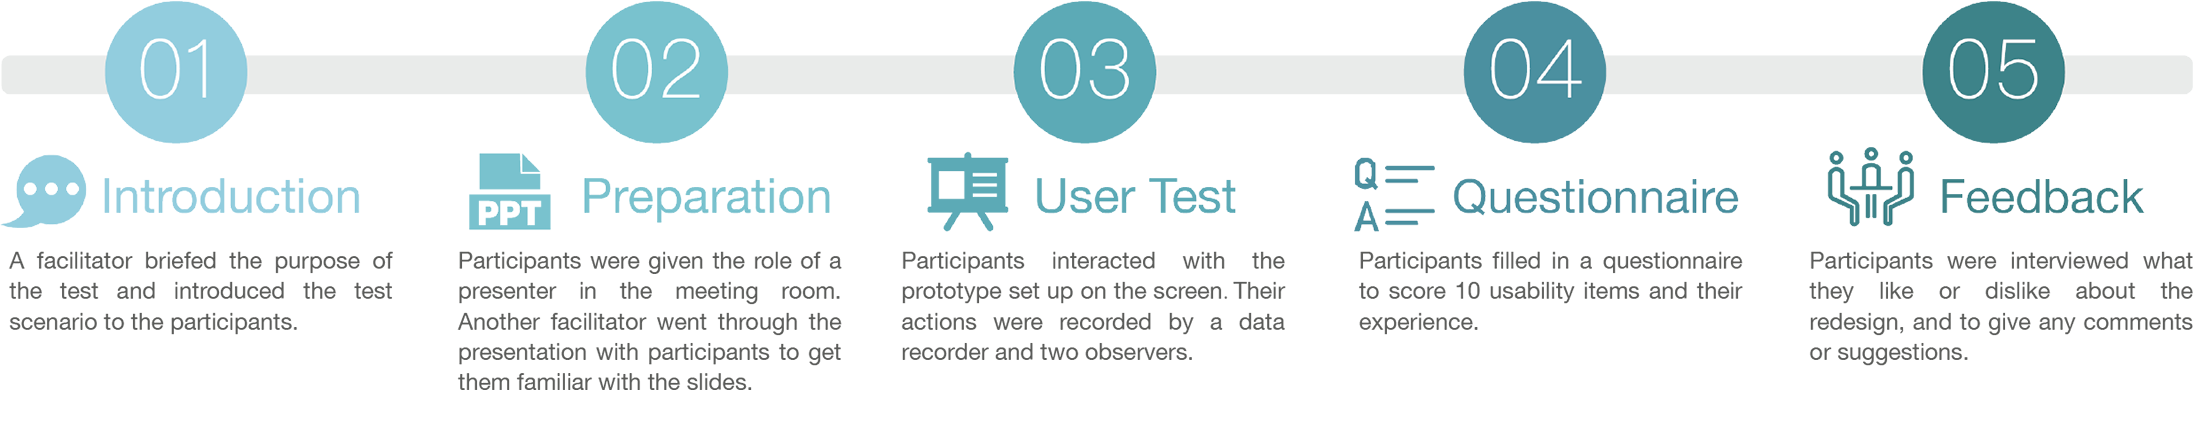 01
02
03
04
05
Introduction
A facilitator briefed the purpose of
the test and introduced the test
scenario to the participants.
PPT
Preparation
Participants were given the role of a
presenter in the meeting room.
Another facilitator went through the
presentation with participants to get
them familiar with the slides.
User Test
Participants interacted with the
prototype set up on the screen. Their
actions were recorded by a data
recorder and two observers.
Q
A
Questionnaire
Participants filled in a questionnaire
to score 10 usability items and their
experience.
Feedback
Participants were interviewed what
they like or dislike about the
redesign, and to give any comments
or suggestions.